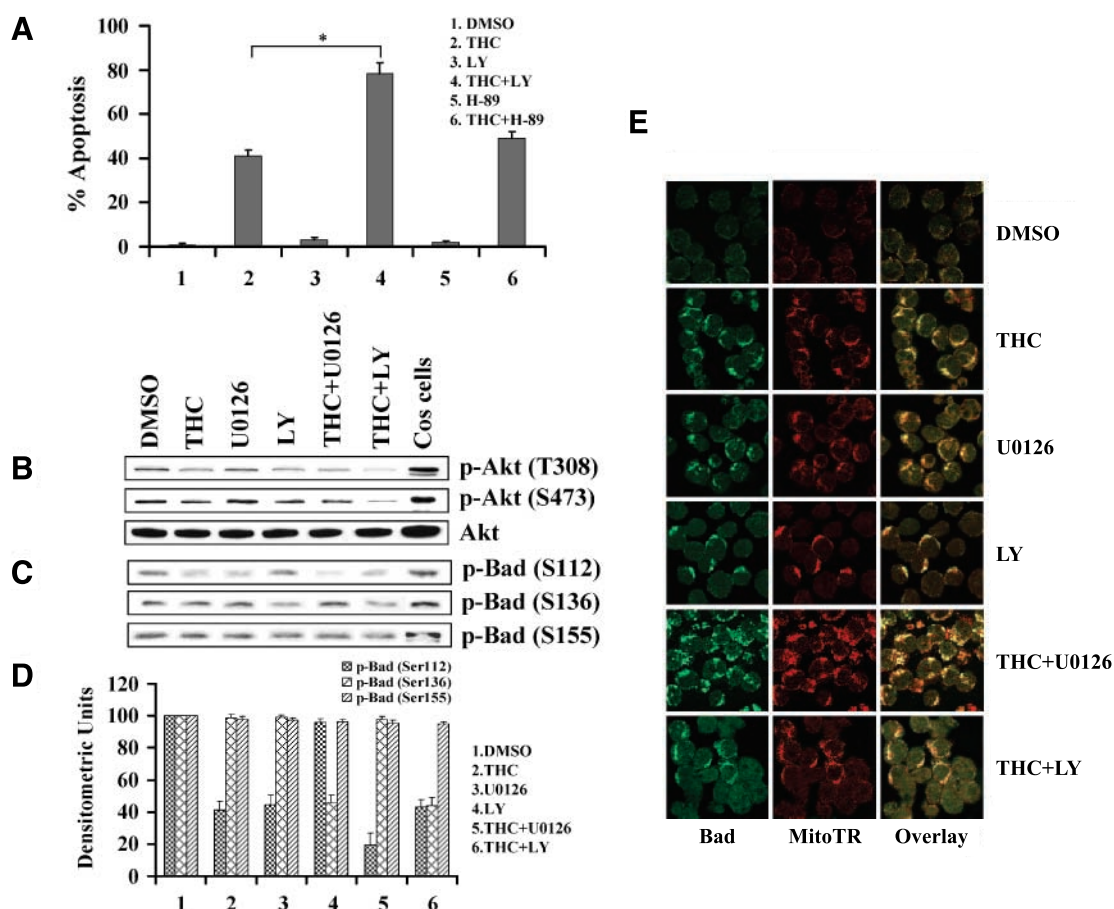 A
100
80
60
40
20
0
% Apoptosis
*
1. DMSO
2. THC
3. LY
4. THC+LY
5. H-89
6. THC+H-89
1 2 3 4 5 6
DMSO
THC
U0126
LY
THC+U0126
THC+LY
Cos cells
B
p-Akt (T308)
p-Akt (S473)
Akt
C
p-Bad (S112)
p-Bad (S136)
p-Bad (S155)
D
p-Bad (Ser112)
p-Bad (Ser136)
p-Bad (Ser155)
120
100
80
60
40
20
0
Densitometric Units
1.DMSO
2.THC
3.U0126
4.LY
5.THC+U0126
6.THC+LY
1 2 3 4 5 6
E
DMSO
THC
U0126
LY
THC+U0126
THC+LY
Bad MitoTR Overlay